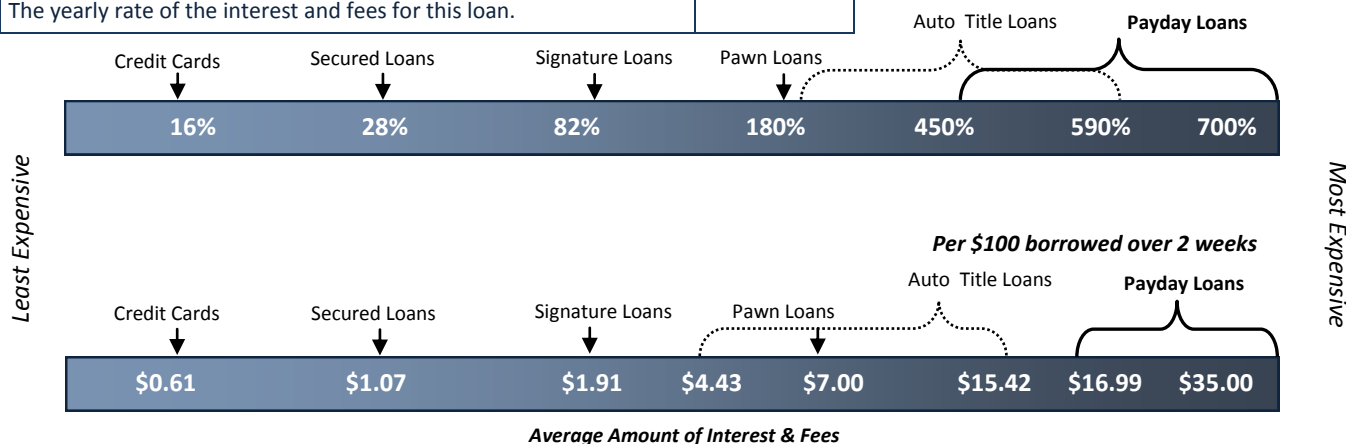 The yearly rate of the interest and fees for this loan.
Auto Title Loans Payday Loans
Credit Cards Secured Loans Signature Loans Pawn Loans
16% 28% 82% 180% 450% 590% 700%
Least Expensive
Most Expensive
Per $100 borrowed over 2 weeks
Auto Title Loans Payday Loans
Credit Cards Secured Loans Signature Loans Pawn Loans
$0.61 $1.07 $1.91 $4.43 $7.00 $15.42 $16.99 $35.00
Average Amount of Interest & Fees